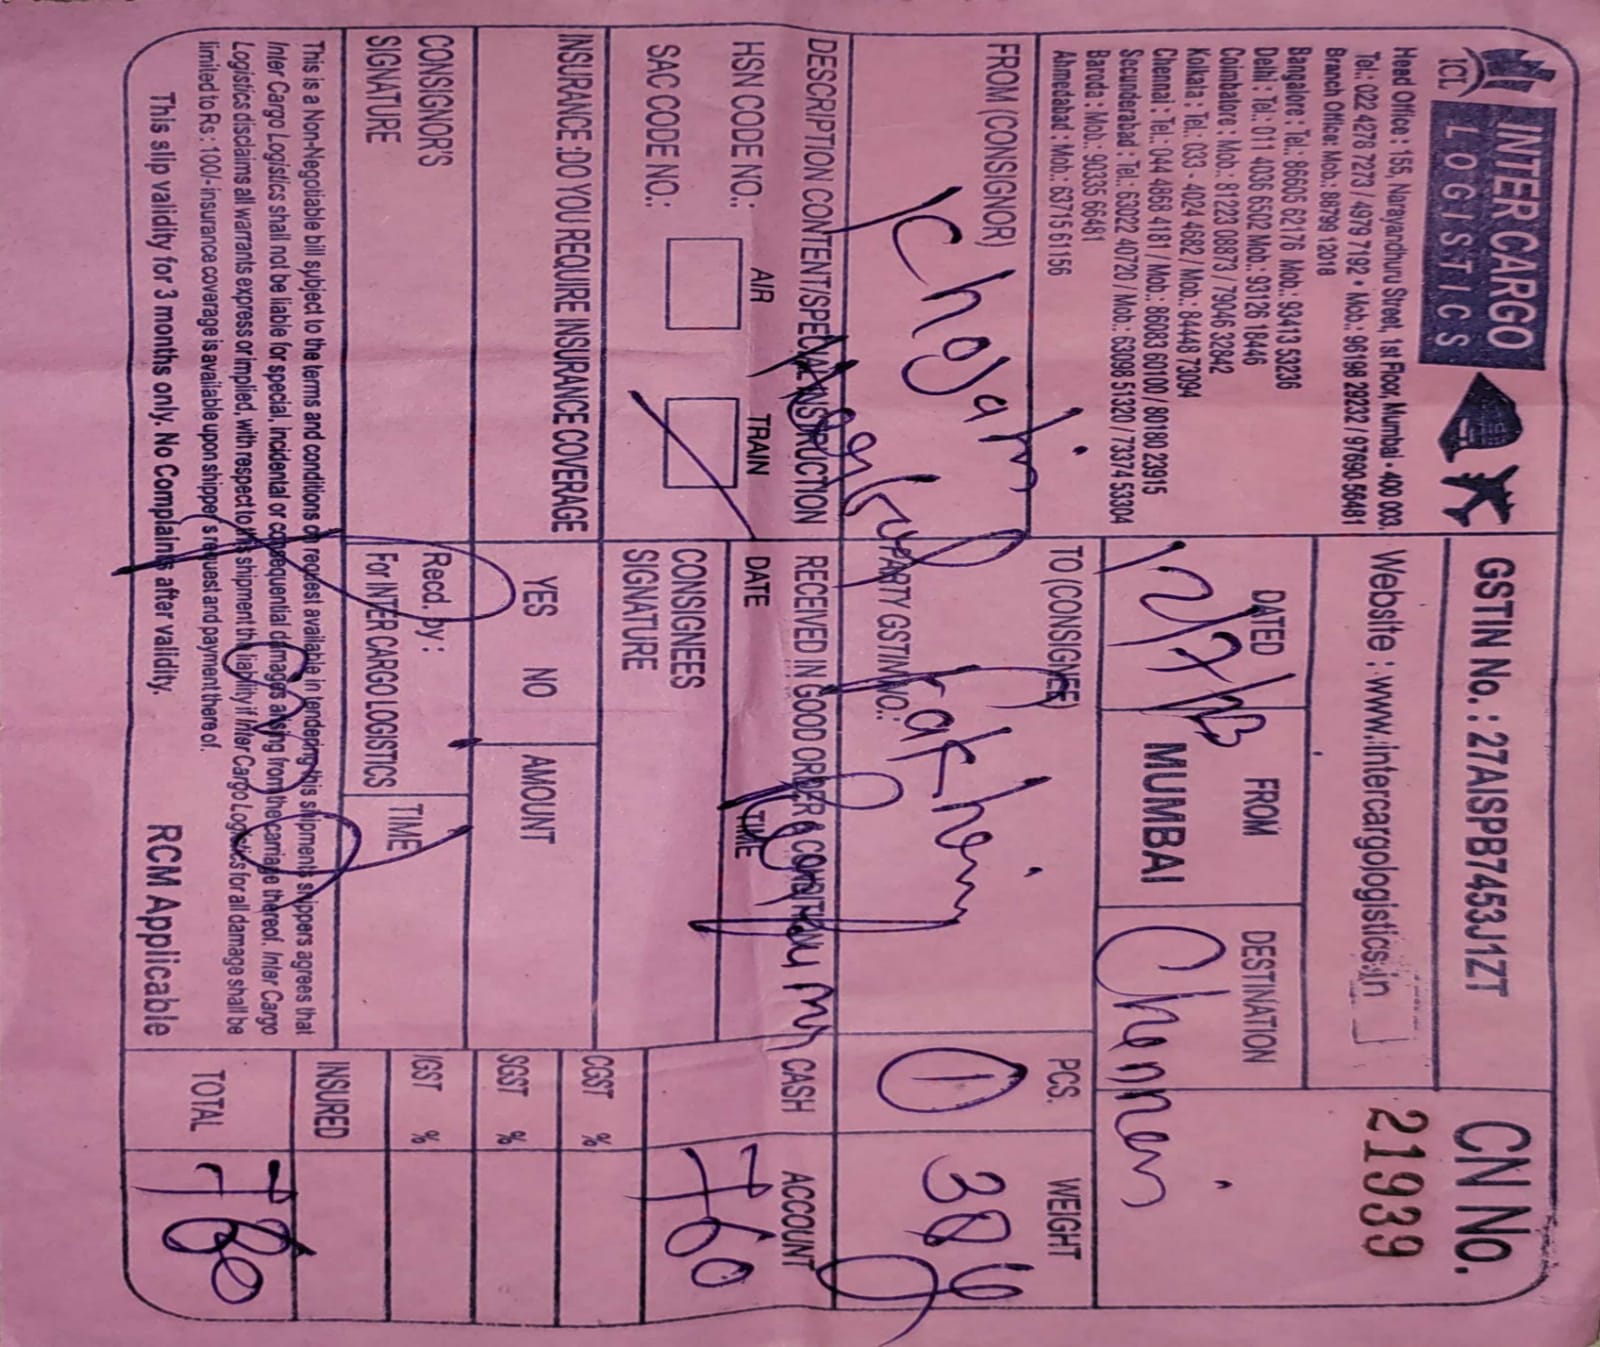 INTER CARGO
LOGISTICS
ICL
Head Office : 155, Narayandhuru Street, 1st Floor, Mumbai - 400 003.
Tel.: 022 4278 7273 / 4979 7192 • Mob.: 96198 29232 / 97690 56481
Branch Office: Mob.: 88799 12018
Bangalore : Tel.: 86605 62178 Mob.: 93413 53236
Delhi : Tel.: 011 4036 6502 Mob.: 93126 18446
Coimbatore : Mob.: 81223 08873 / 79046 32842
Kolkata : Tel.: 033 - 4024 4682 / Mob.: 84448 73094
Chennai : Tel.: 044 4868 4181 / Mob.: 86083 60100 / 80180 23915
Secunderabad : Tel.: 63022 40720 / Mob.: 63098 51320 / 73374 53304
Baroda : Mob.: 90335 66481
Ahmedabad : Mob.: 63715 61156
GSTIN No. : 27AISPB7453J1ZT
Website : www.intercargologistics.in
CN No.
21939
DATED
FROM
MUMBAI
DESTINATION
Chennai
FROM (CONSIGNOR)
TO (CONSIGNEE)
PCS.
1
WEIGHT
PARTY GSTIN NO.:
DESCRIPTION CONTENT/SPECIAL INSTRUCTION
RECEIVED IN GOOD ORDER & CONDITION
CASH
ACCOUNT
760
HSN CODE NO.:
AIR
TRAIN
DATE
TIME
SAC CODE NO.:
CONSIGNEES
SIGNATURE
INSURANCE : DO YOU REQUIRE INSURANCE COVERAGE
YES
NO
AMOUNT
CGST %
SGST %
IGST %
INSURED
CONSIGNOR'S
SIGNATURE
Recd. by :
For INTER CARGO LOGISTICS
TIME
This is a Non-Negotiable bill subject to the terms and conditions on request available in tendering this shipments shippers agrees that
Inter Cargo Logistics shall not be liable for special, incidental or consequential damages arising from the carriage thereof. Inter Cargo
Logistics disclaims all warrants express or implied, with respect to this shipment the liability if Inter Cargo Logistics for all damage shall be
limited to Rs : 100/- insurance coverage is available upon shipper's request and payment there of.
This slip validity for 3 months only. No Complaints after validity.
RCM Applicable
TOTAL